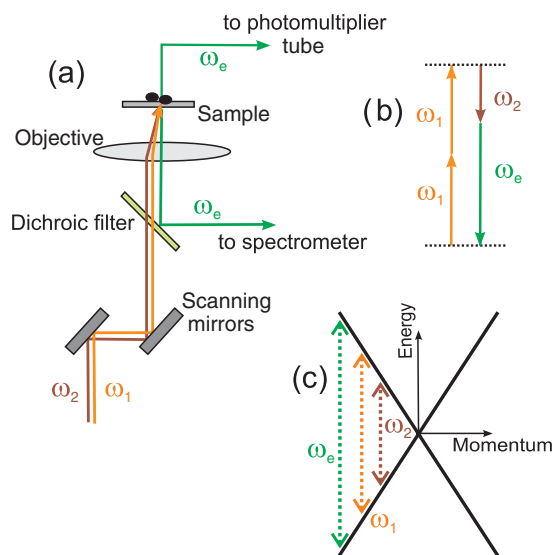 (a)
to photomultiplier
tube
ωe
Sample
Objective
Dichroic filter
ωe
to spectrometer
Scanning
mirrors
ω2
ω1
(b)
ω1
ω2
ω1
ωe
(c)
Energy
Momentum
ωe
ω2
ω1